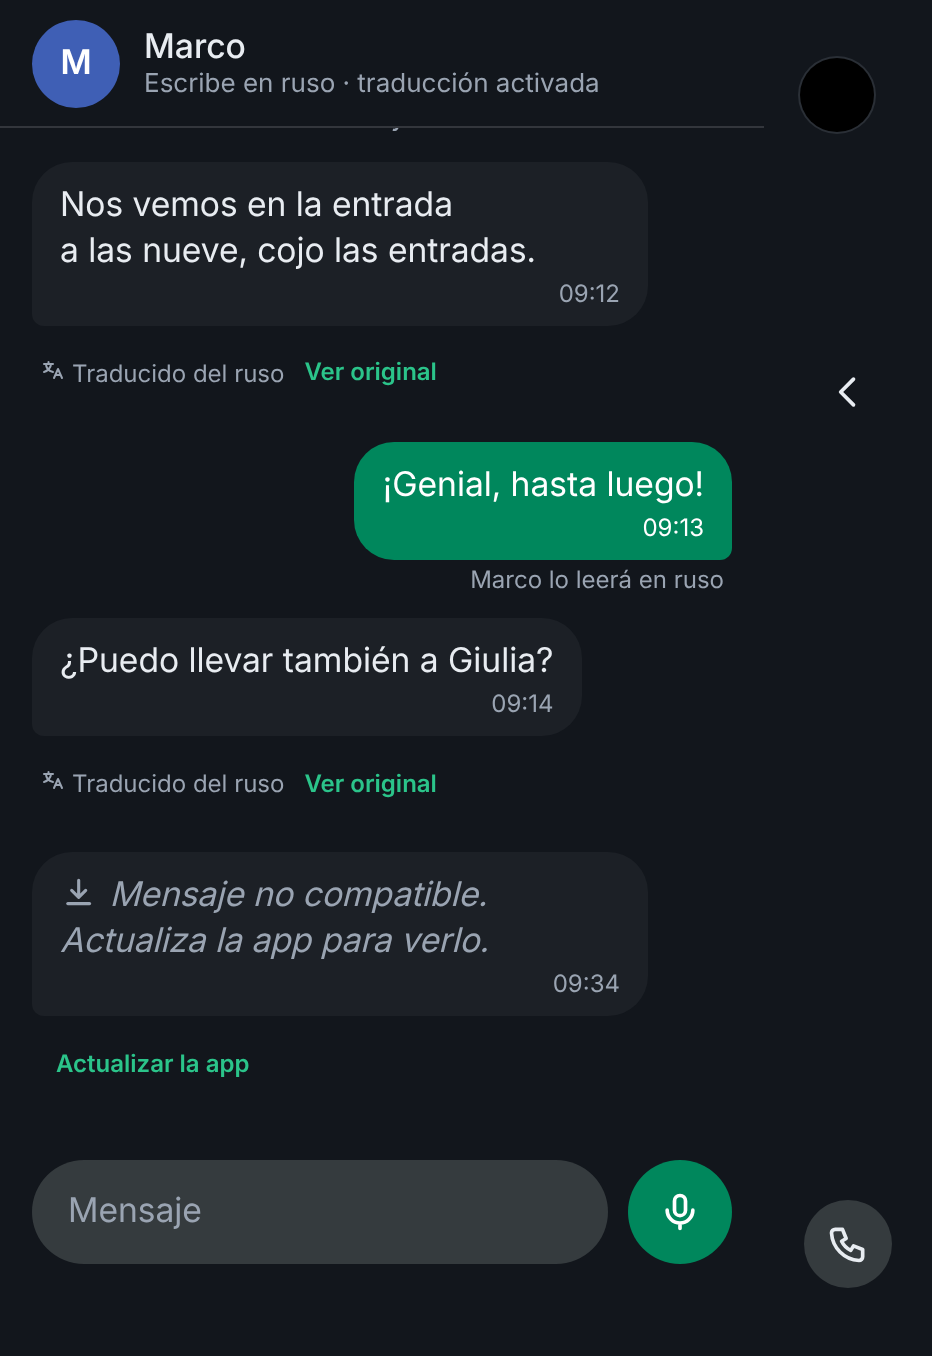 M
Marco
Escribe en ruso · traducción activada
Nos vemos en la entrada
a las nueve, cojo las entradas.
09:12
Traducido del ruso Ver original
¡Genial, hasta luego!
09:13
Marco lo leerá en ruso
¿Puedo llevar también a Giulia?
09:14
Traducido del ruso Ver original
Mensaje no compatible.
Actualiza la app para verlo.
09:34
Actualizar la app
Mensaje